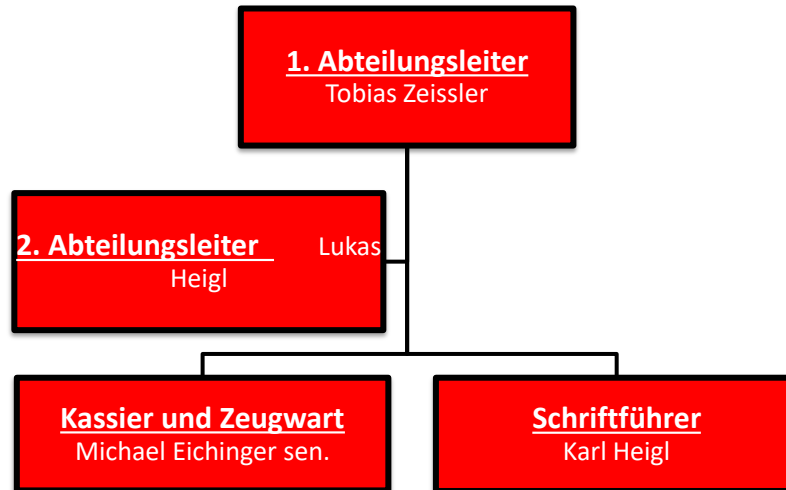 1. Abteilungsleiter
Tobias Zeissler
2. Abteilungsleiter Lukas
Heigl
Kassier und Zeugwart
Michael Eichinger sen.
Schriftführer
Karl Heigl